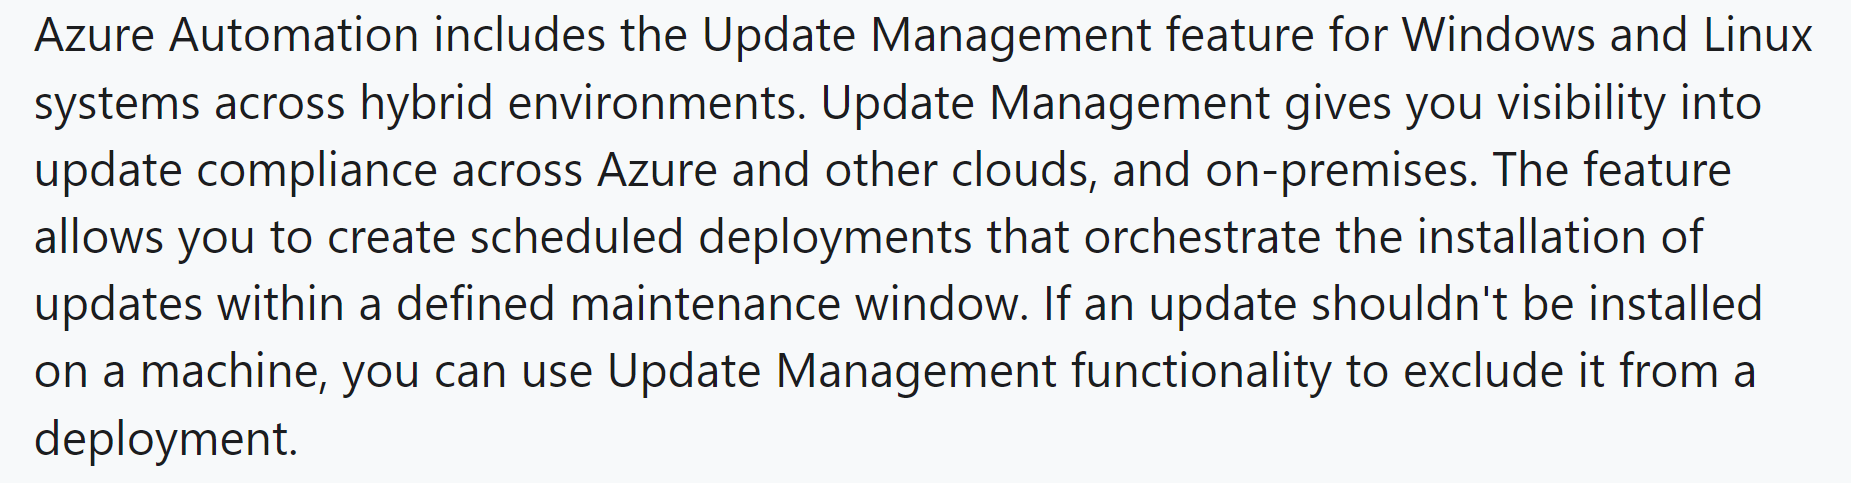 Azure Automation includes the Update Management feature for Windows and Linux
systems across hybrid environments. Update Management gives you visibility into
update compliance across Azure and other clouds, and on-premises. The feature
allows you to create scheduled deployments that orchestrate the installation of
updates within a defined maintenance window. If an update shouldn't be installed
on a machine, you can use Update Management functionality to exclude it from a
deployment.